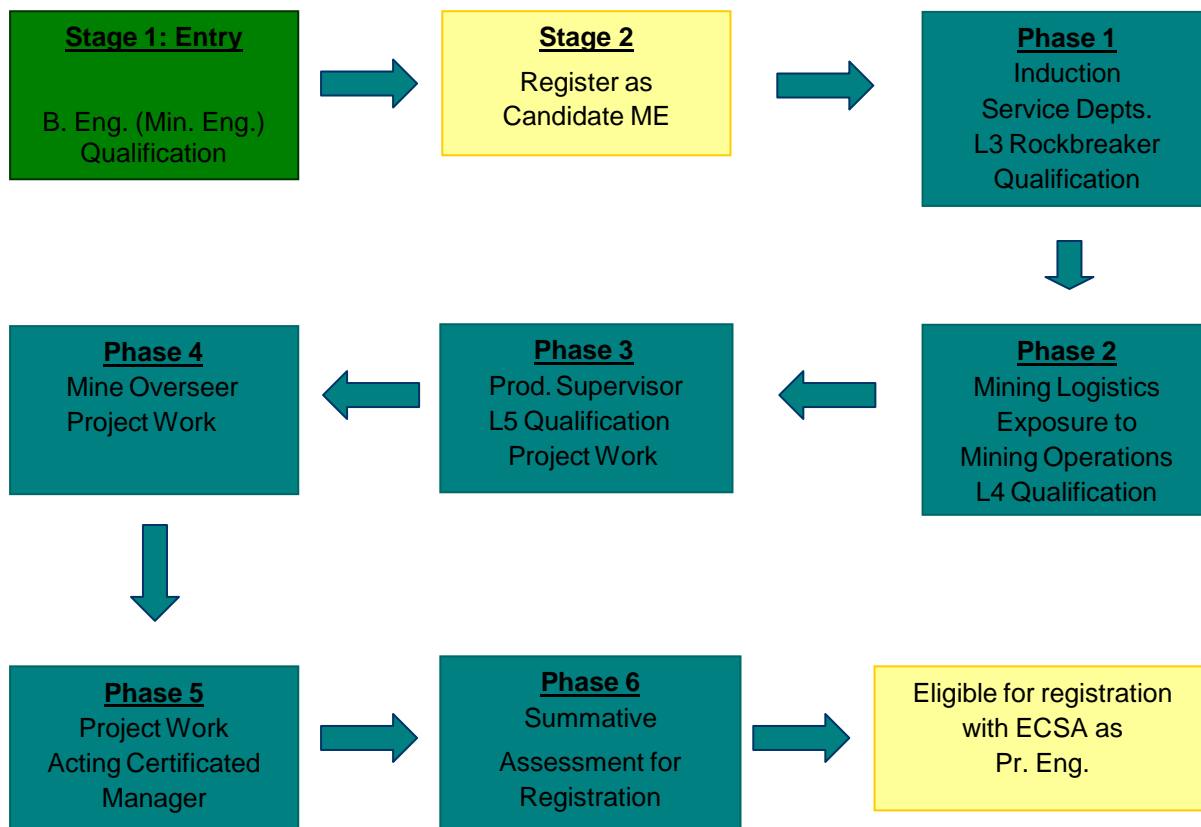 Stage 1: Entry
B. Eng. (Min. Eng.)
Qualification
Stage 2
Register as
Candidate ME
Phase 1
Induction
Service Depts.
L3 Rockbreaker
Qualification
Phase 2
Mining Logistics
Exposure to
Mining Operations
L4 Qualification
Phase 3
Prod. Supervisor
L5 Qualification
Project Work
Phase 4
Mine Overseer
Project Work
Phase 5
Project Work
Acting Certificated
Manager
Phase 6
Summative
Assessment for
Registration
Eligible for registration
with ECSA as
Pr. Eng.